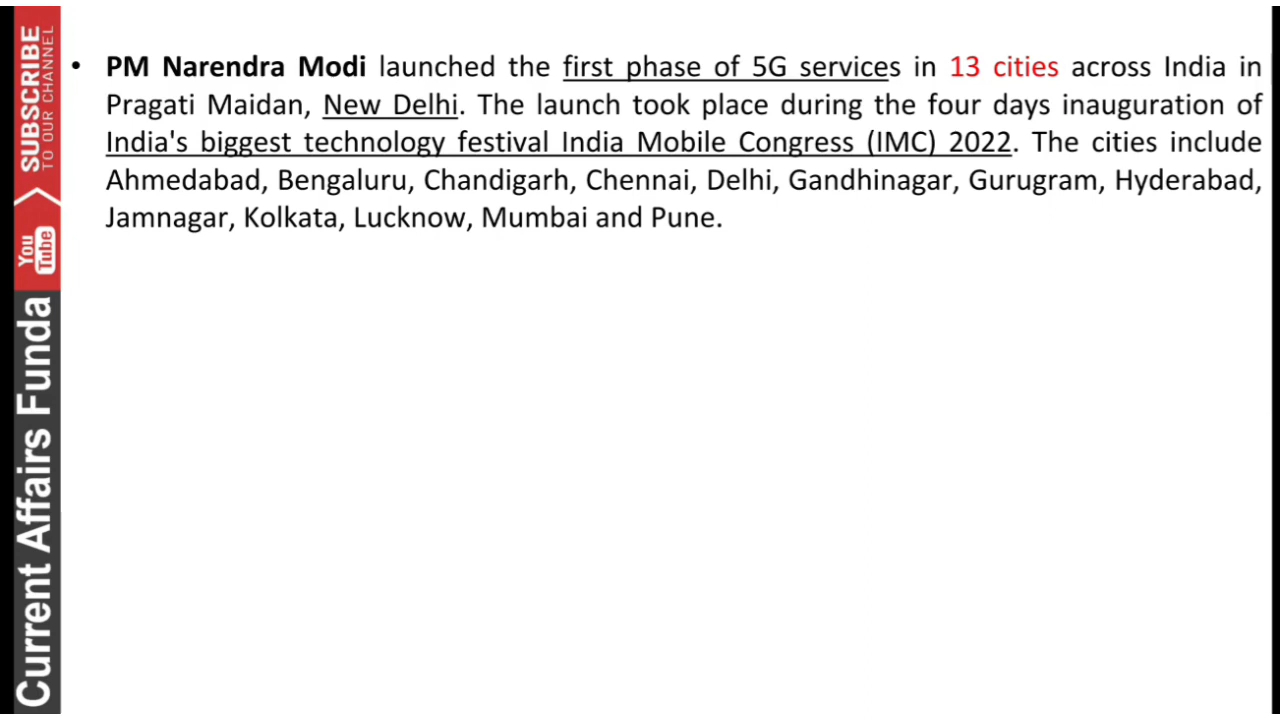 • PM Narendra Modi launched the first phase of 5G services in 13 cities across India in
Pragati Maidan, New Delhi. The launch took place during the four days inauguration of
India's biggest technology festival India Mobile Congress (IMC) 2022. The cities include
Ahmedabad, Bengaluru, Chandigarh, Chennai, Delhi, Gandhinagar, Gurugram, Hyderabad,
Jamnagar, Kolkata, Lucknow, Mumbai and Pune.
Current Affairs Funda
You Tube
SUBSCRIBE
TO OUR CHANNEL